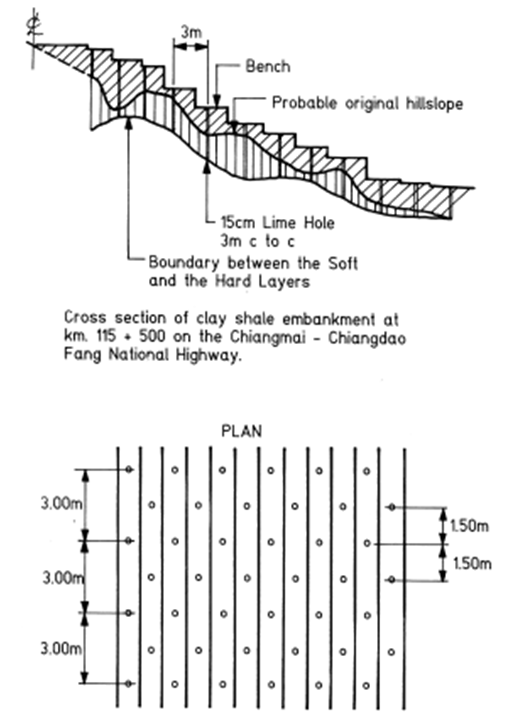 ℄
3m
Bench
Probable original hillslope
15cm Lime Hole
3m c to c
Boundary between the Soft
and the Hard Layers
Cross section of clay shale embankment at
km. 115 + 500 on the Chiangmai - Chiangdao
Fang National Highway.
PLAN
3.00m
1.50m
3.00m
1.50m
3.00m